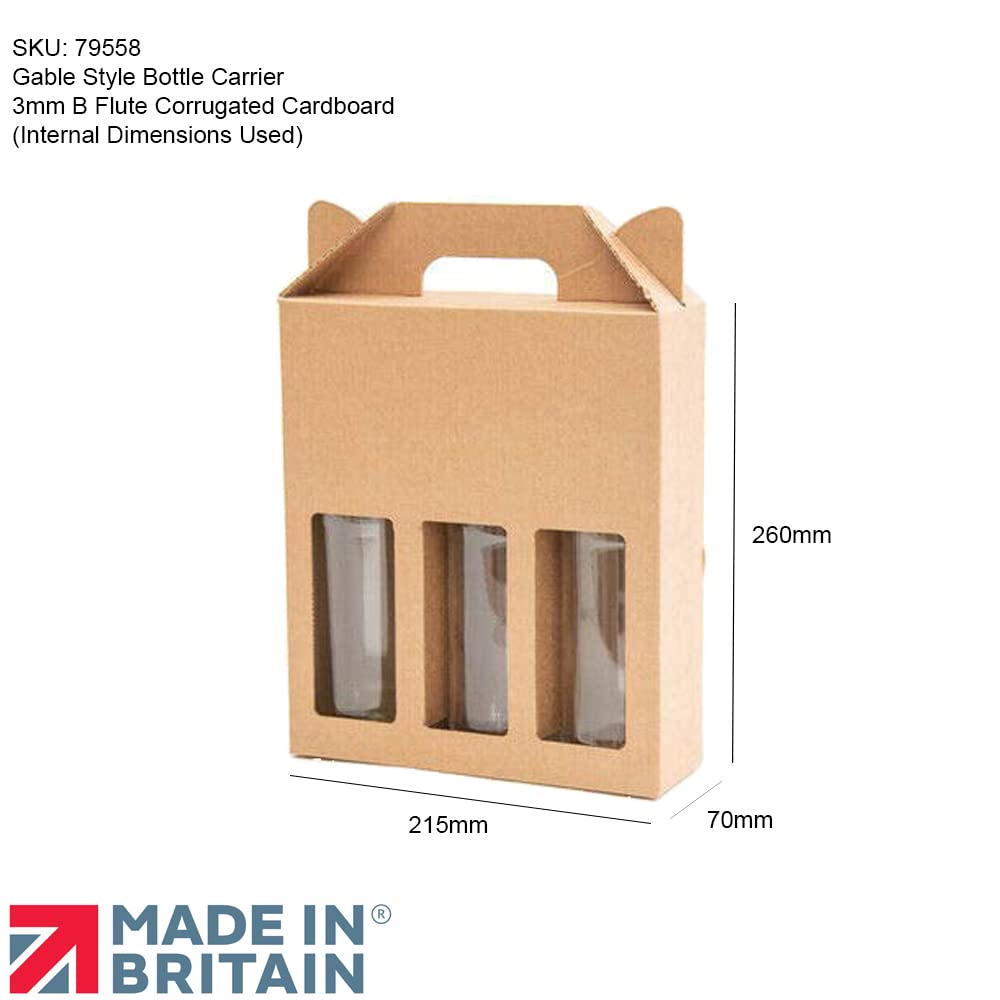 SKU: 79558
Gable Style Bottle Carrier
3mm B Flute Corrugated Cardboard
(Internal Dimensions Used)
260mm
215mm
70mm
MADE IN®
BRITAIN